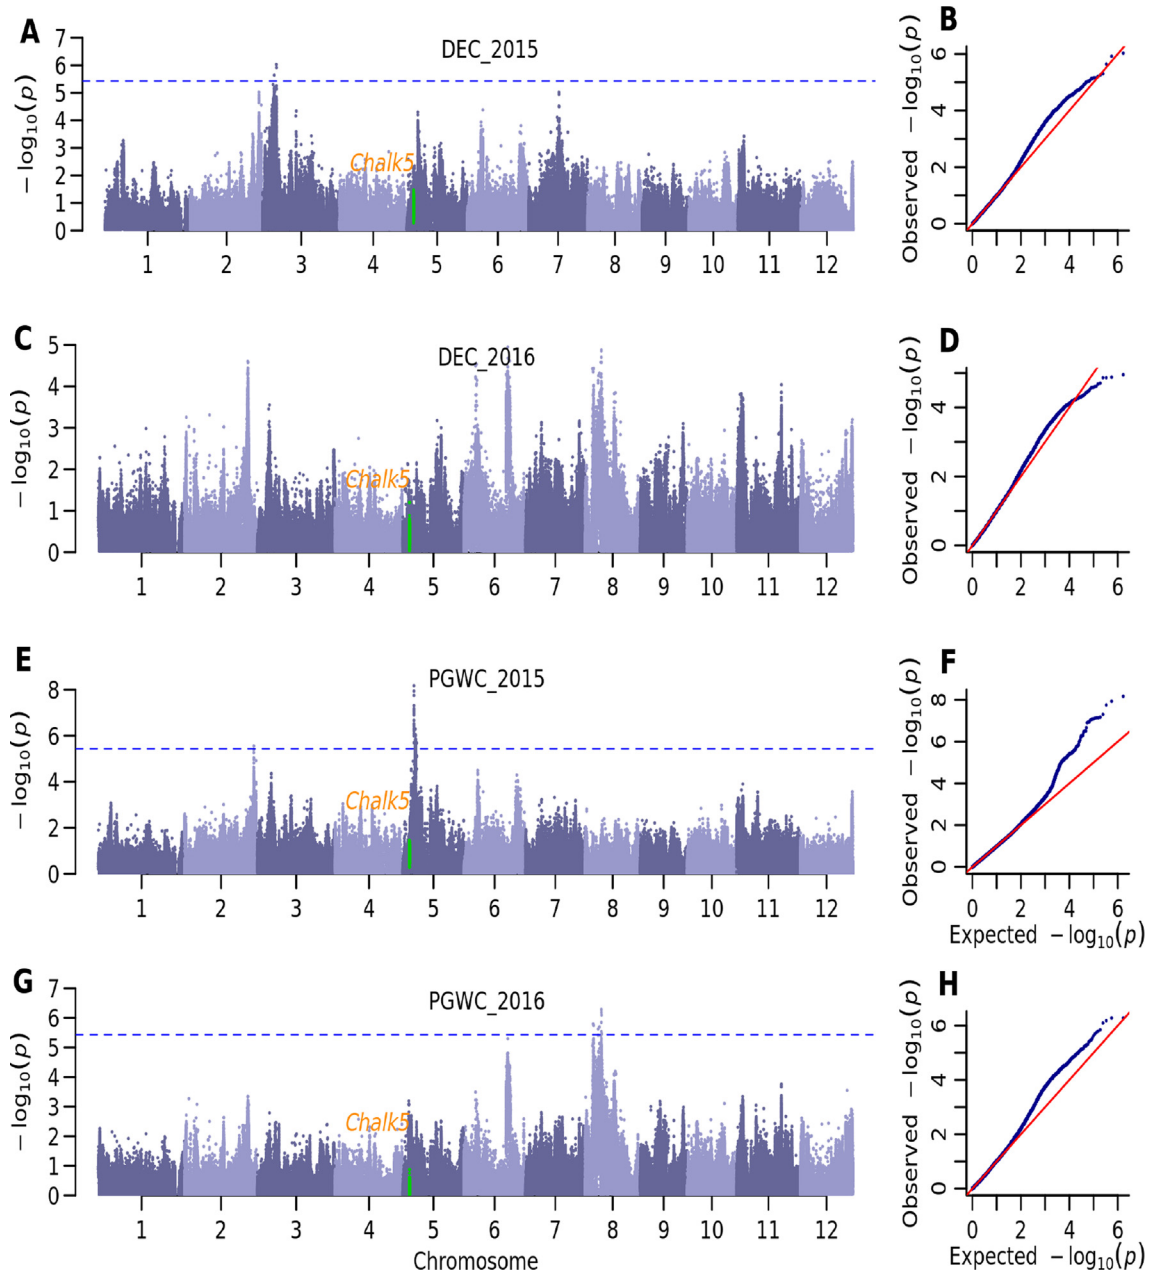 A
DEC_2015
− log10(p)
7
6
5
4
3
2
1
0
Chalk5
1 2 3 4 5 6 7 8 9 10 11 12
B
Observed − log10(p)
6
2
0
0 2 4 6
C
DEC_2016
− log10(p)
5
4
3
2
1
0
Chalk5
1 2 3 4 5 6 7 8 9 10 11 12
D
Observed − log10(p)
4
2
0
0 2 4 6
E
PGWC_2015
− log10(p)
8
6
4
2
0
Chalk5
1 2 3 4 5 6 7 8 9 10 11 12
F
Observed − log10(p)
8
6
4
2
0
0 2 4 6
Expected − log10(p)
G
PGWC_2016
− log10(p)
7
6
5
4
3
2
1
0
Chalk5
1 2 3 4 5 6 7 8 9 10 11 12
Chromosome
H
Observed − log10(p)
6
4
2
0
0 2 4 6
Expected − log10(p)